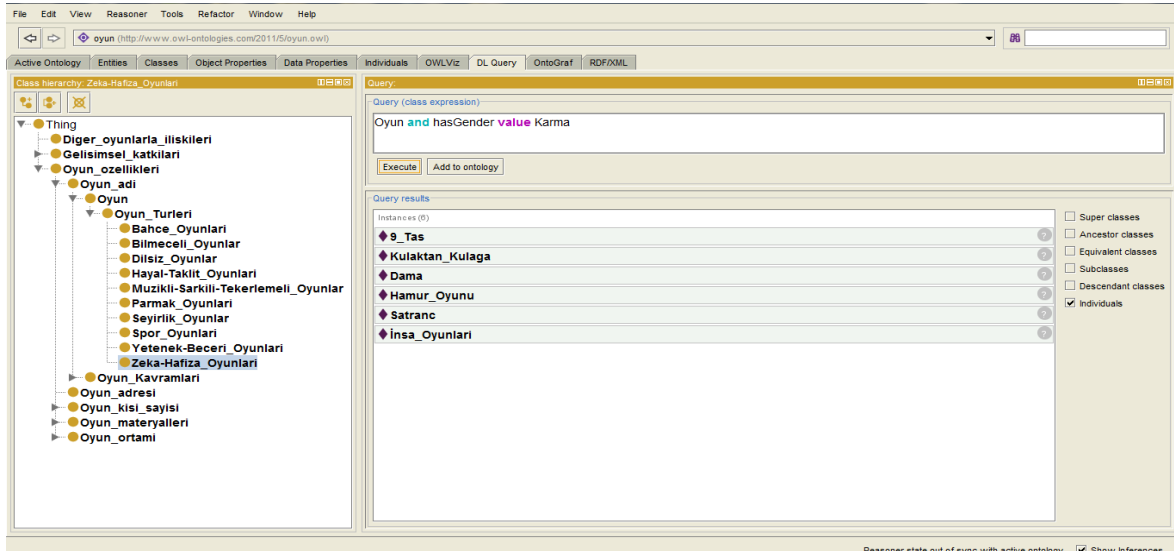 File Edit View Reasoner Tools Refactor Window Help
oyun (http://www.owl-ontologies.com/2011/5/oyun.owl)
Active Ontology Entities Classes Object Properties Data Properties Individuals OWLViz DL Query OntoGraf RDF/XML
Class hierarchy: Zeka-Hafiza_Oyunlari
Thing
Diger_oyunlarla_iliskileri
Gelisimsel_katkilari
Oyun_ozellikleri
Oyun_adi
Oyun
Oyun_Turleri
Bahce_Oyunlari
Bilmeceli_Oyunlar
Dilsiz_Oyunlar
Hayal-Taklit_Oyunlari
Muzikli-Sarkili-Tekerlemeli_Oyunlar
Parmak_Oyunlari
Seyirlik_Oyunlar
Spor_Oyunlari
Yetenek-Beceri_Oyunlari
Zeka-Hafiza_Oyunlari
Oyun_Kavramlari
Oyun_adresi
Oyun_kisi_sayisi
Oyun_materyalleri
Oyun_ortami
Query:
Query (class expression)
Oyun and hasGender value Karma
Execute Add to ontology
Query results
Instances (6)
9_Tas
Kulaktan_Kulaga
Dama
Hamur_Oyunu
Satranc
İnsa_Oyunlari
Super classes
Ancestor classes
Equivalent classes
Subclasses
Descendant classes
Individuals
Reasoner state out of sync with active ontology Show Inferences